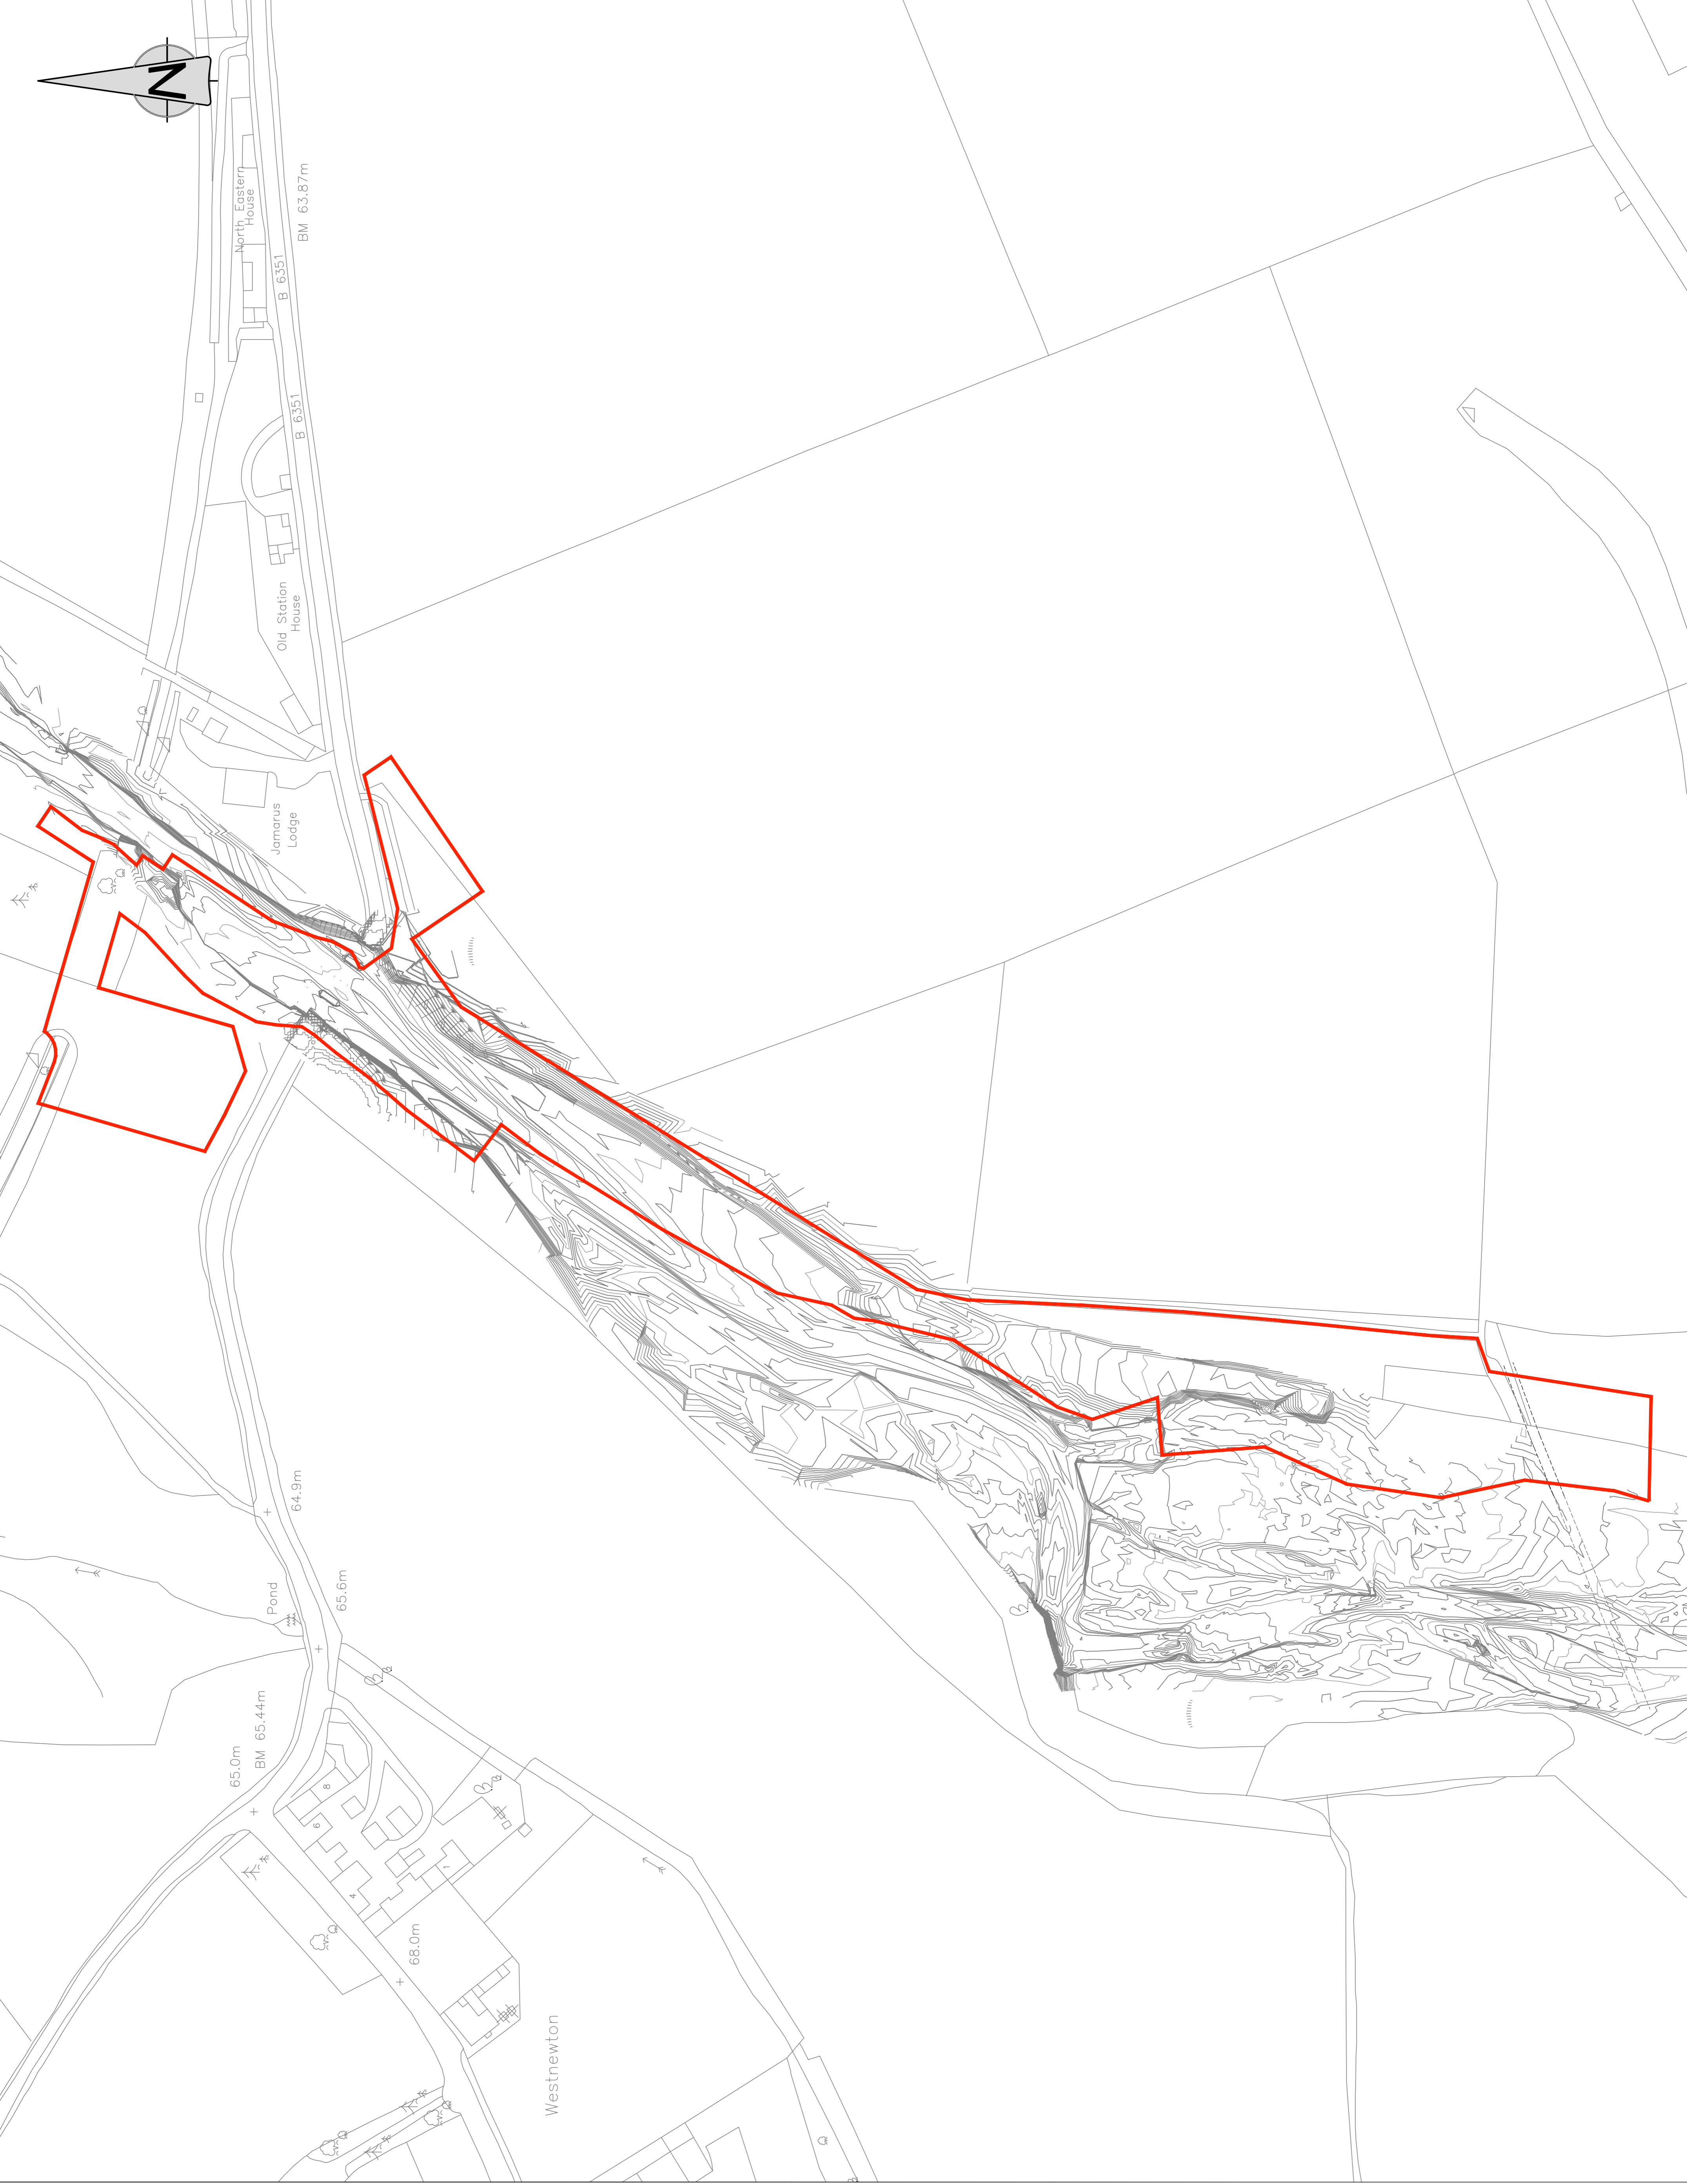 N
North Eastern
House
BM 63.87m
B 6351
B 6351
Old Station
House
Jamarus
Lodge
64.9m
Pond
65.6m
BM 65.44m
65.0m
8
6
4
1
68.0m
Westnewton